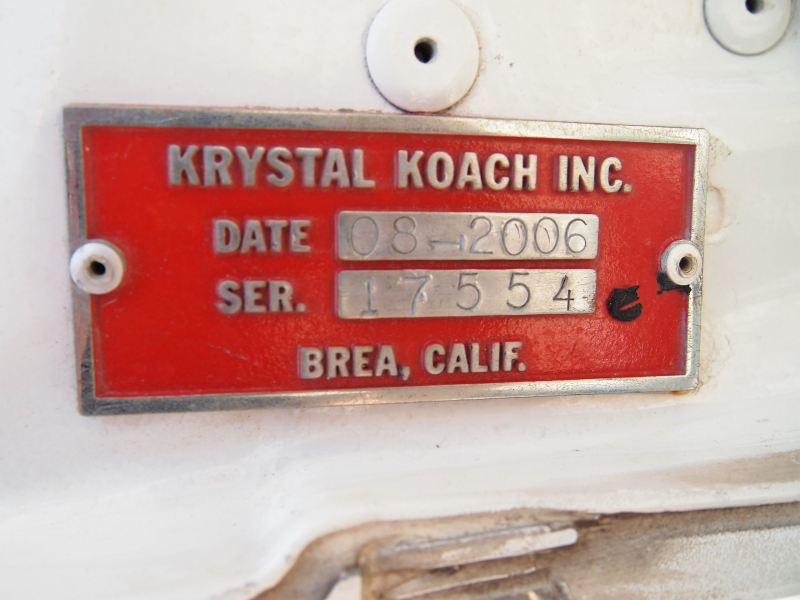 KRYSTAL KOACH INC.
DATE 08-2006
SER. 17554
BREA, CALIF.